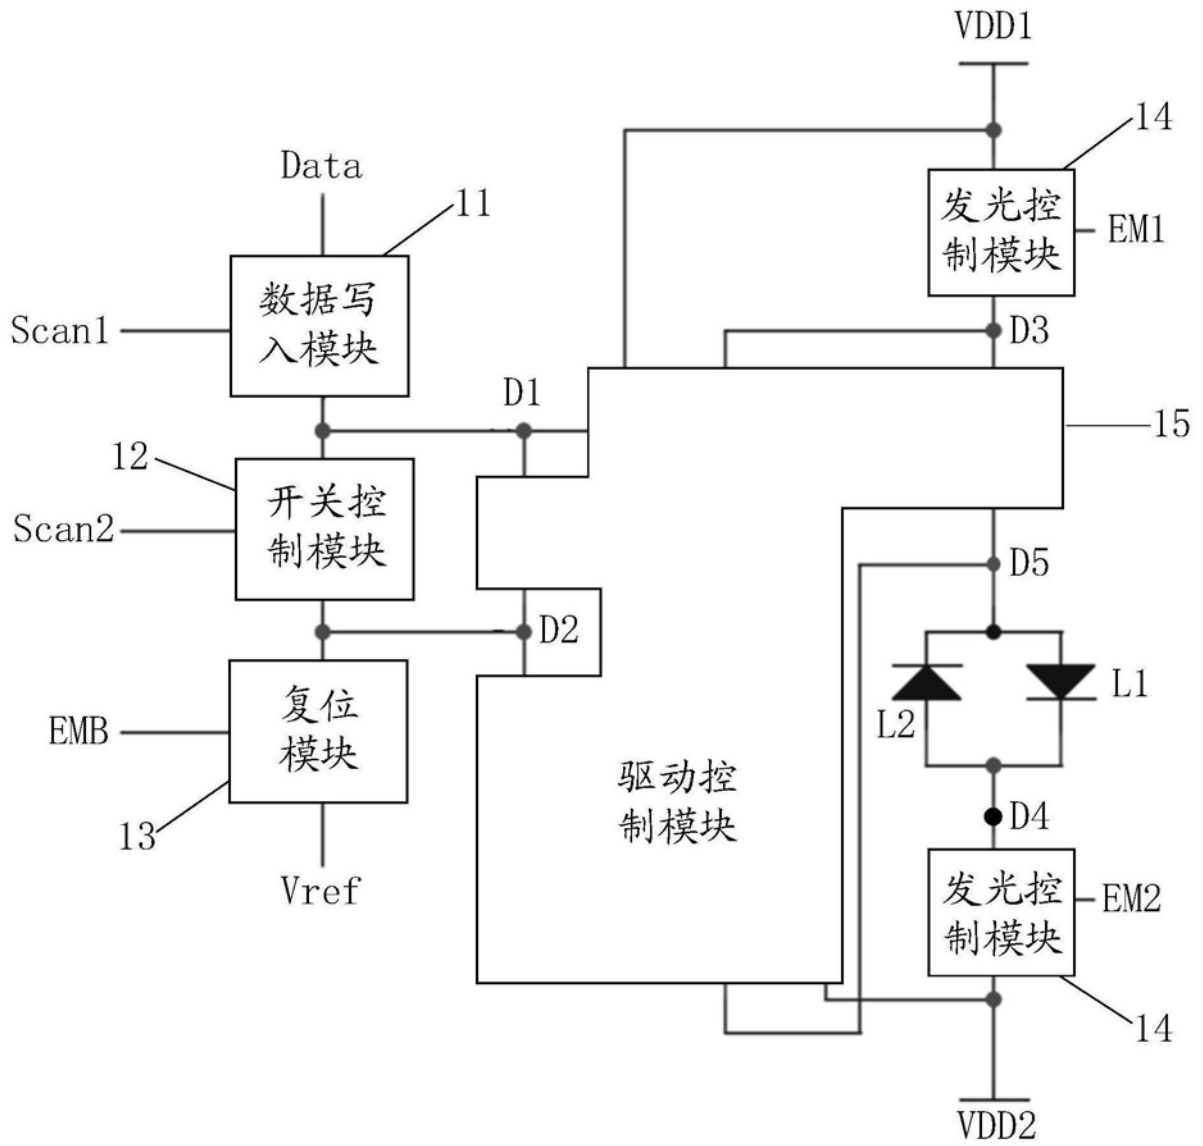 VDD1
14
Data
11
发光控
制模块
EM1
数据写
入模块
Scan1
D3
D1
15
12
开关控
制模块
Scan2
D5
D2
L1
L2
复位
模块
EMB
驱动控
制模块
13
D4
Vref
发光控
制模块
EM2
14
VDD2